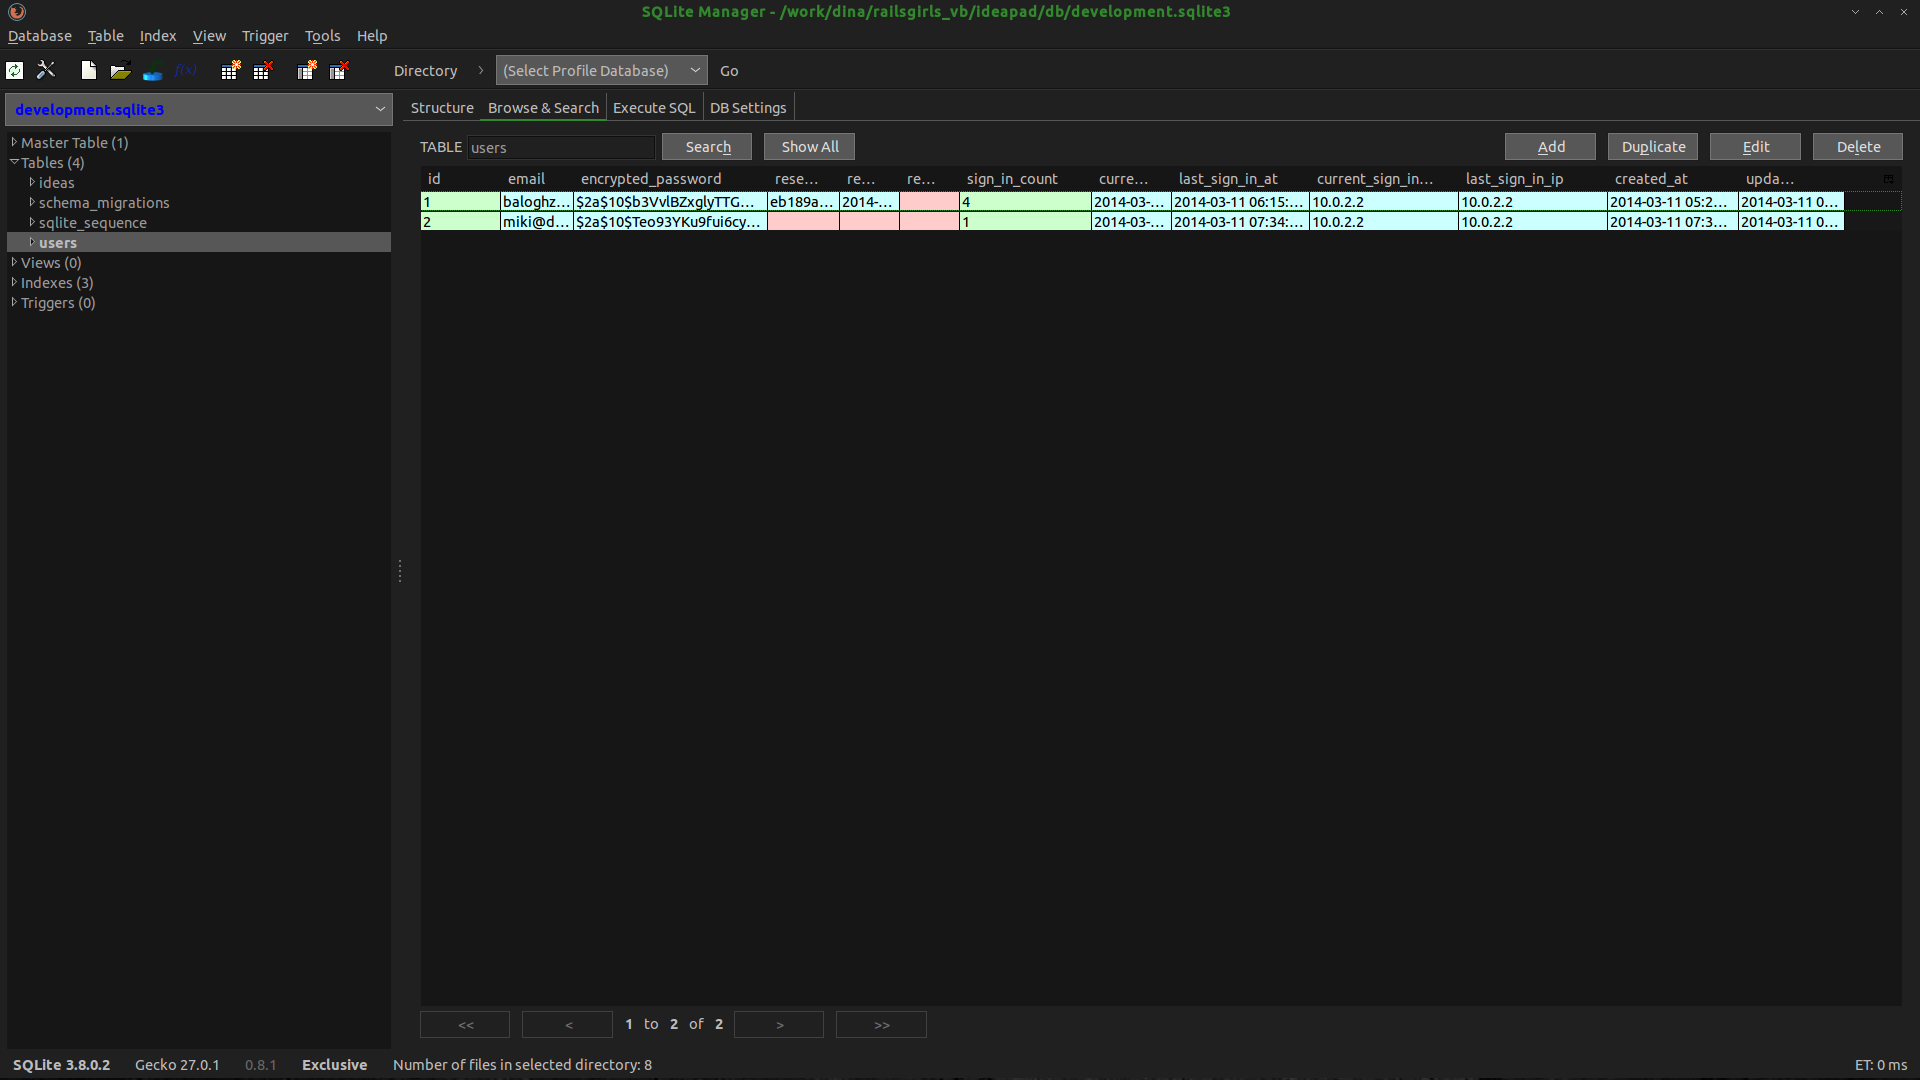 SQLite Manager - /work/dina/railsgirls_vb/ideapad/db/development.sqlite3
Database Table Index View Trigger Tools Help
f(x) Directory (Select Profile Database) Go
development.sqlite3
Structure Browse & Search Execute SQL DB Settings
Master Table (1)
Tables (4)
ideas
schema_migrations
sqlite_sequence
users
Views (0)
Indexes (3)
Triggers (0)
TABLE users Search Show All Add Duplicate Edit Delete
id email encrypted_password rese... re... re... sign_in_count curre... last_sign_in_at current_sign_in... last_sign_in_ip created_at upda...
1 baloghz... $2a$10$b3VvlBZxglyTTG... eb189a... 2014-... 4 2014-03-... 2014-03-11 06:15:... 10.0.2.2 10.0.2.2 2014-03-11 05:2... 2014-03-11 0...
2 miki@d... $2a$10$Teo93YKu9fui6cy... 1 2014-03-... 2014-03-11 07:34:... 10.0.2.2 10.0.2.2 2014-03-11 07:3... 2014-03-11 0...
<< < 1 to 2 of 2 > >>
SQLite 3.8.0.2 Gecko 27.0.1 0.8.1 Exclusive Number of files in selected directory: 8 ET: 0 ms